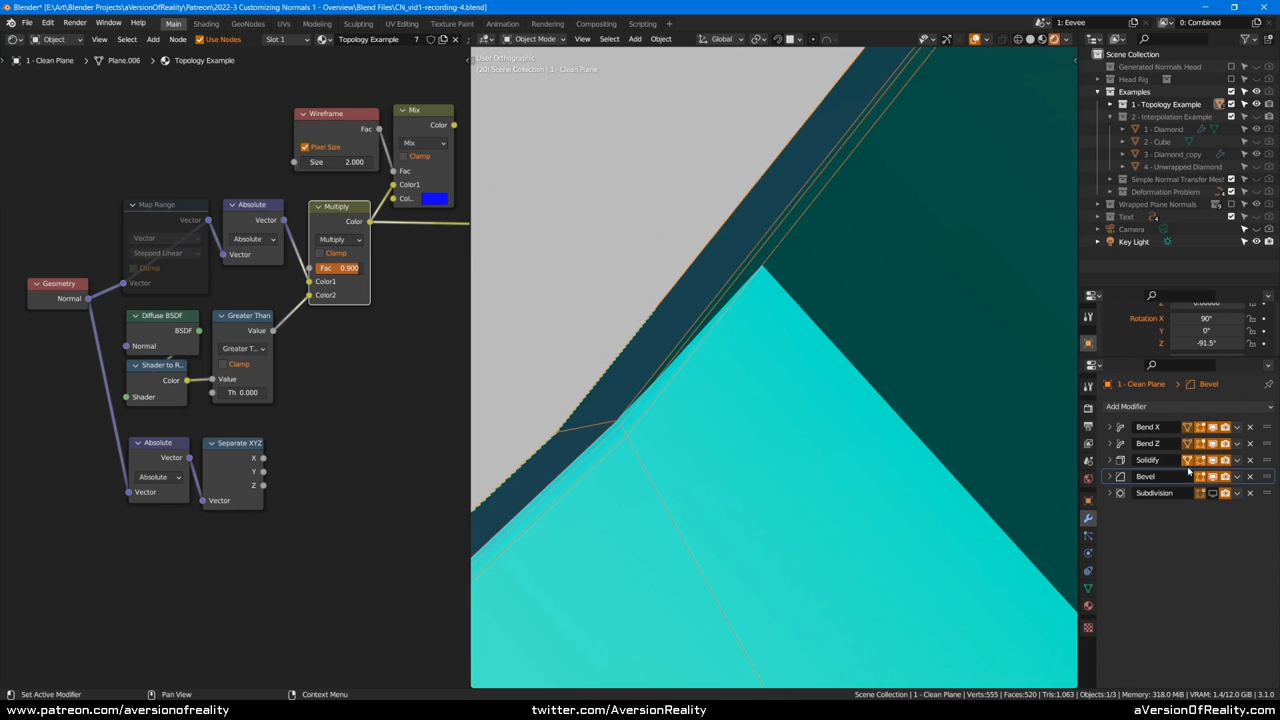 Blender* [E:\Art\Blender Projects\aVersionOfReality\Patreon\2022-3 Customizing Normals 1 - Overview\Blend Files\CN_vid1-recording-4.blend]
File Edit Render Window Help Main Shading GeoNodes UVs Modeling Sculpting UV Editing Texture Paint Animation Rendering Compositing Scripting 1: Eevee 0: Combined
Object View Select Add Node Use Nodes Slot 1 Topology Example 7 Object Mode View Select Add Object Global
1 - Clean Plane Plane.006 Topology Example
User Orthographic
(20) Scene Collection | 1 - Clean Plane
Scene Collection
Generated Normals Head
Head Rig
Examples
1 - Topology Example
2 - Interpolation Example
1 - Diamond
2 - Cube
3 - Diamond_copy
4 - Unwrapped Diamond
Simple Normal Transfer Mesh
Deformation Problem
Wrapped Plane Normals
Text
Camera
Key Light
Wireframe
Fac
Pixel Size
Size 2.000
Mix
Color
Mix
Clamp
Fac
Color1
Col...
Map Range
Vector
Vector
Stepped Linear
Clamp
Vector
Absolute
Vector
Absolute
Vector
Multiply
Color
Multiply
Clamp
Fac 0.900
Color1
Color2
Geometry
Normal
Diffuse BSDF
BSDF
Normal
Greater Than
Value
Greater T...
Clamp
Value
Th 0.000
Shader to R...
Color
Shader
Absolute
Vector
Absolute
Vector
Separate XYZ
X
Y
Z
Vector
Rotation X 90°
Y 0°
Z -91.5°
1 - Clean Plane Bevel
Add Modifier
Bend X
Bend Z
Solidify
Bevel
Subdivision
Set Active Modifier Pan View Context Menu Scene Collection | 1 - Clean Plane | Verts:555 | Faces:520 | Tris:1,063 | Objects:1/3 | Memory: 318.0 MiB | VRAM: 1.4/12.0 GiB | 3.1.0
www.patreon.com/aversionofreality twitter.com/AversionReality aVersionOfReality.com